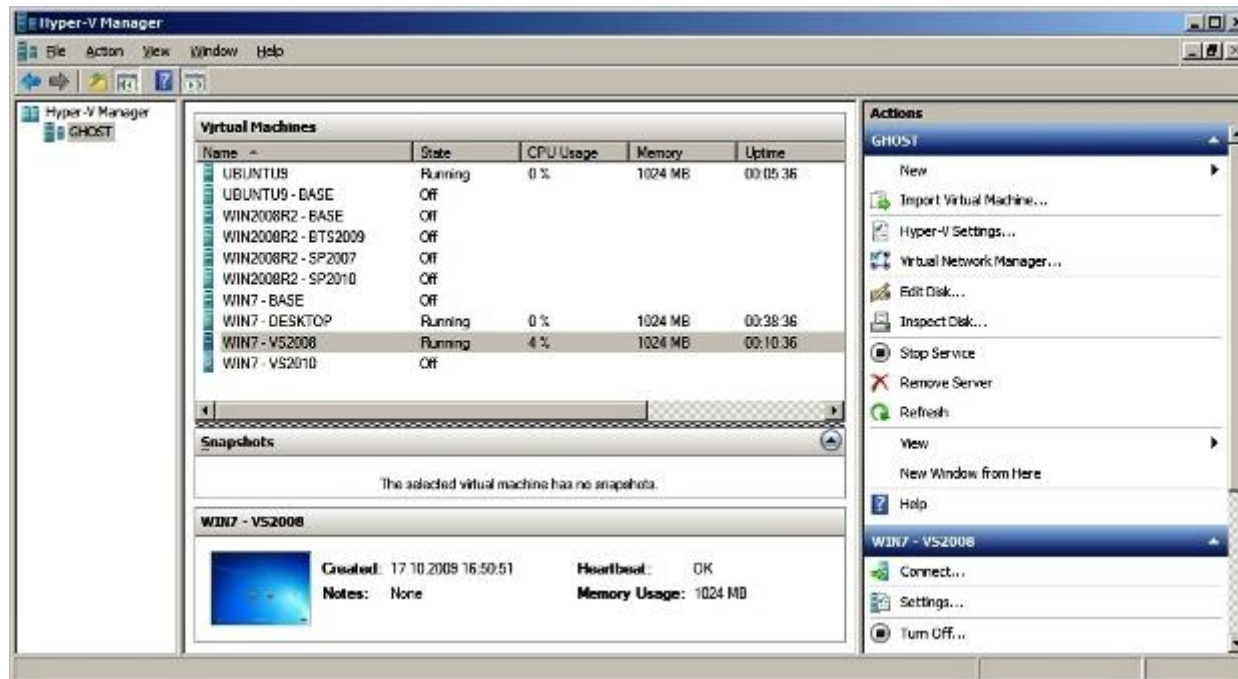 Hyper-V Manager
File Action View Window Help
Hyper-V Manager
GHOST
Virtual Machines
Name State CPU Usage Memory Uptime
UBUNTU9 Running 0 % 1024 MB 00:05:36
UBUNTU9 - BASE Off
WIN2008R2 - BASE Off
WIN2008R2 - BTS2009 Off
WIN2008R2 - SP2007 Off
WIN2008R2 - SP2010 Off
WIN7 - BASE Off
WIN7 - DESKTOP Running 0 % 1024 MB 00:38:36
WIN7 - VS2008 Running 4 % 1024 MB 00:10:36
WIN7 - VS2010 Off
Snapshots
The selected virtual machine has no snapshots.
WIN7 - VS2008
Created: 17.10.2009 16:50:51 Heartbeat: OK
Notes: None Memory Usage: 1024 MB
Actions
GHOST
New
Import Virtual Machine...
Hyper-V Settings...
Virtual Network Manager...
Edit Disk...
Inspect Disk...
Stop Service
Remove Server
Refresh
View
New Window from Here
Help
WIN7 - VS2008
Connect...
Settings...
Turn Off...